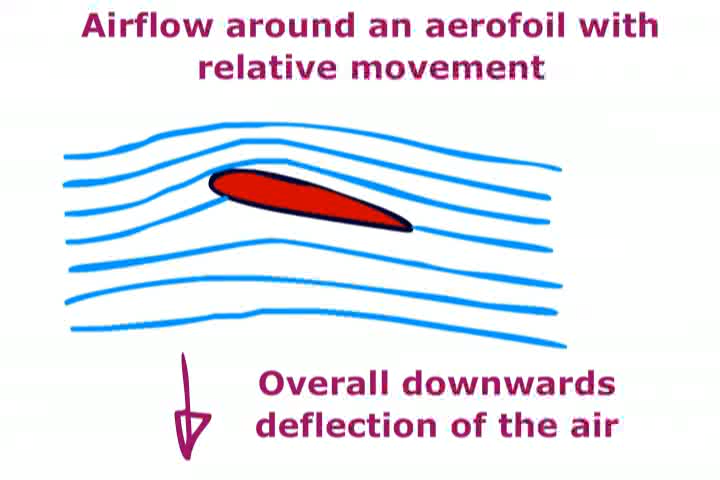 Airflow around an aerofoil with
relative movement
Overall downwards
deflection of the air